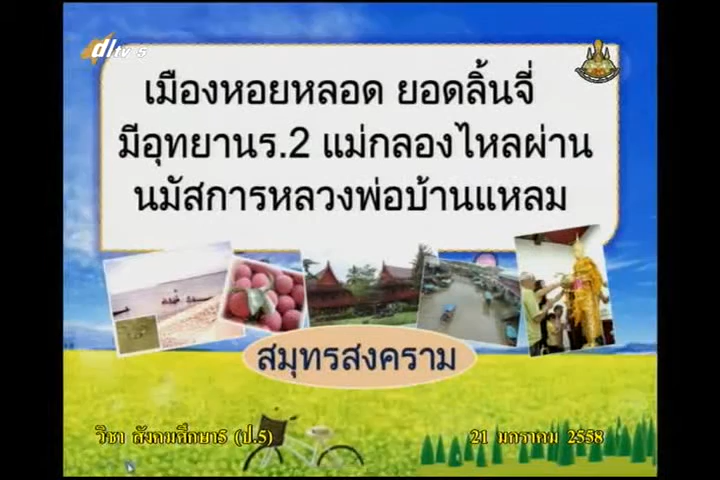 dltv 5
เมืองหอยหลอด ยอดลิ้นจี่
มีอุทยานร.2 แม่กลองไหลผ่าน
นมัสการหลวงพ่อบ้านแหลม
สมุทรสงคราม
วิชา สังคมศึกษา5 (ป.5)
21 มกราคม 2558